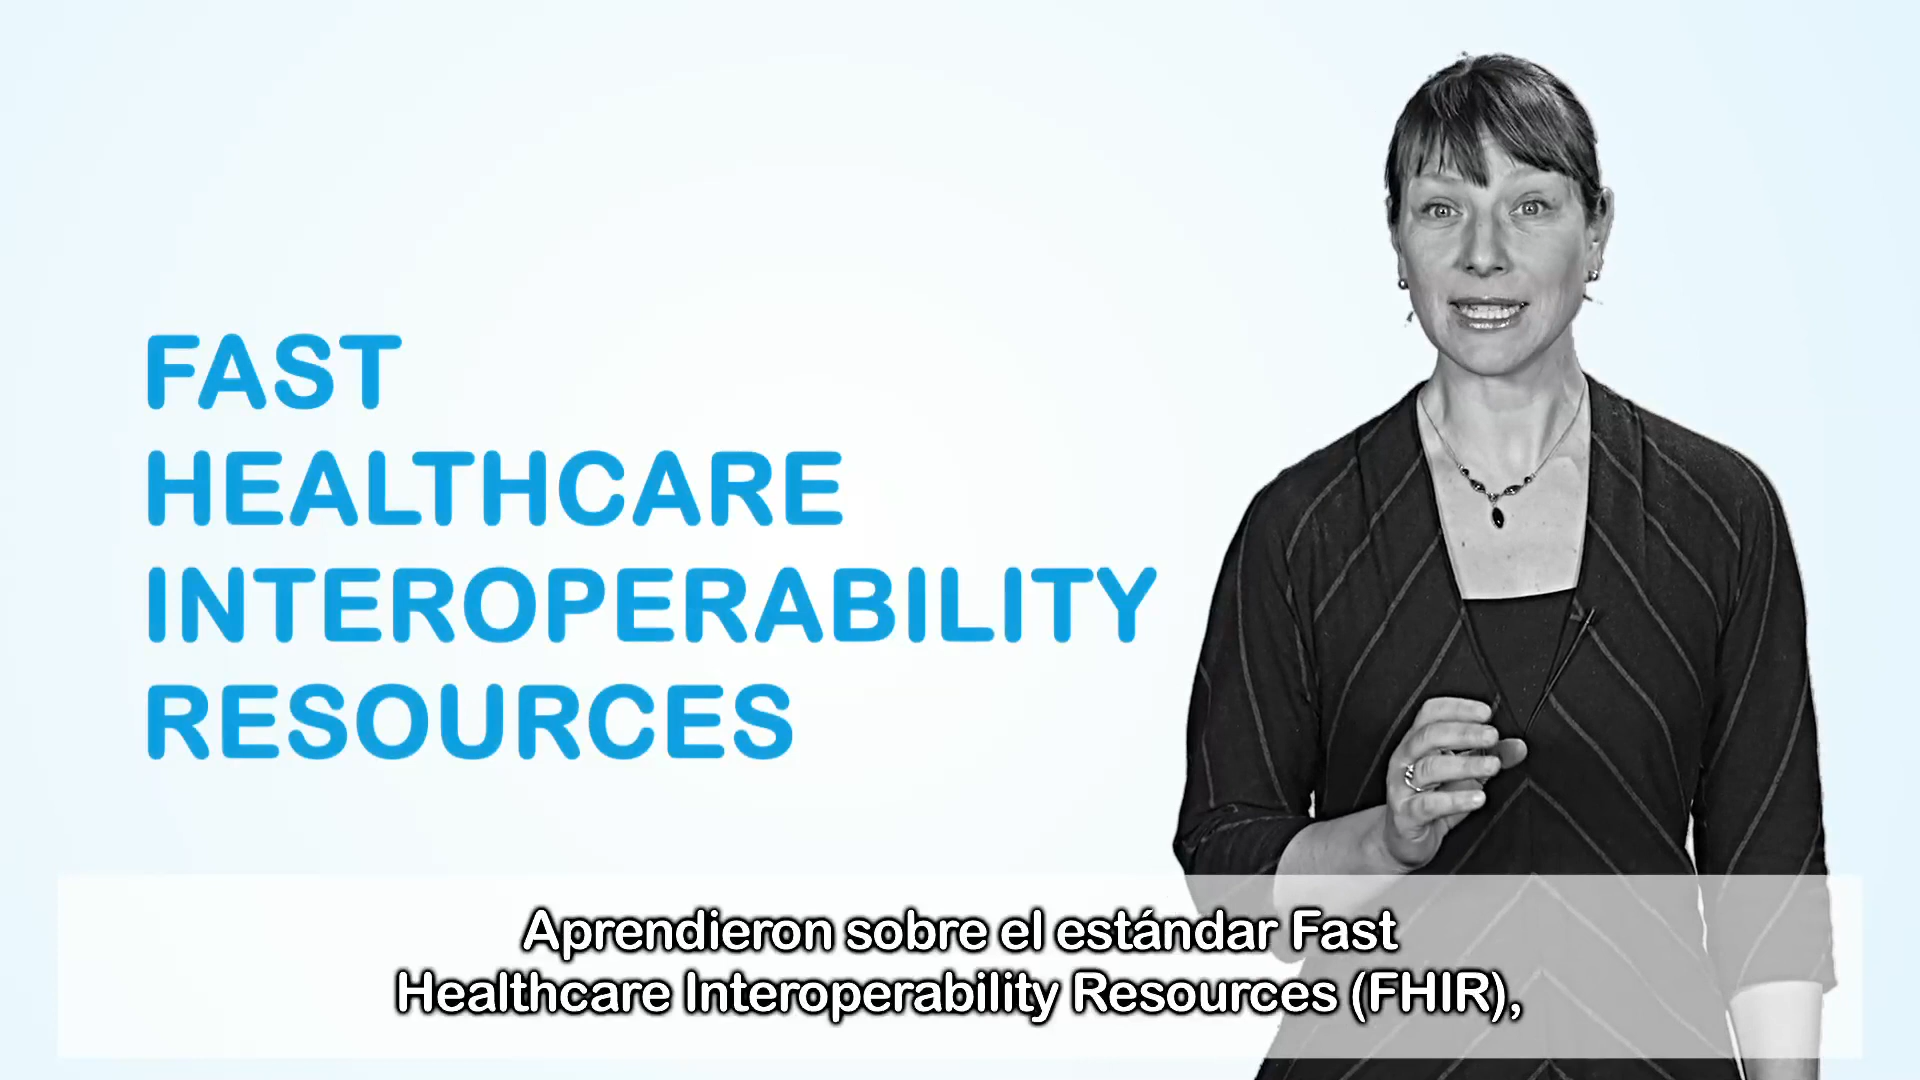 FAST
HEALTHCARE
INTEROPERABILITY
RESOURCES
Aprendieron sobre el estándar Fast
Healthcare Interoperability Resources (FHIR),